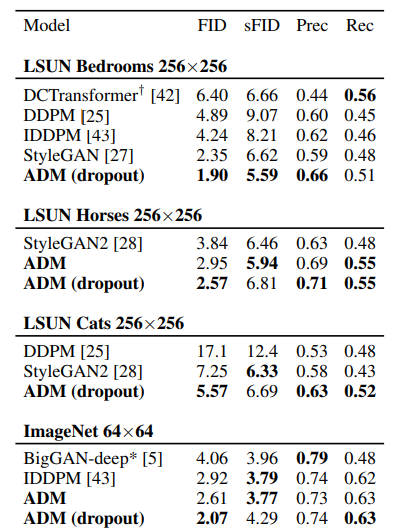 Model FID sFID Prec Rec
LSUN Bedrooms 256×256
DCTransformer† [42] 6.40 6.66 0.44 0.56
DDPM [25] 4.89 9.07 0.60 0.45
IDDPM [43] 4.24 8.21 0.62 0.46
StyleGAN [27] 2.35 6.62 0.59 0.48
ADM (dropout) 1.90 5.59 0.66 0.51
LSUN Horses 256×256
StyleGAN2 [28] 3.84 6.46 0.63 0.48
ADM 2.95 5.94 0.69 0.55
ADM (dropout) 2.57 6.81 0.71 0.55
LSUN Cats 256×256
DDPM [25] 17.1 12.4 0.53 0.48
StyleGAN2 [28] 7.25 6.33 0.58 0.43
ADM (dropout) 5.57 6.69 0.63 0.52
ImageNet 64×64
BigGAN-deep* [5] 4.06 3.96 0.79 0.48
IDDPM [43] 2.92 3.79 0.74 0.62
ADM 2.61 3.77 0.73 0.63
ADM (dropout) 2.07 4.29 0.74 0.63